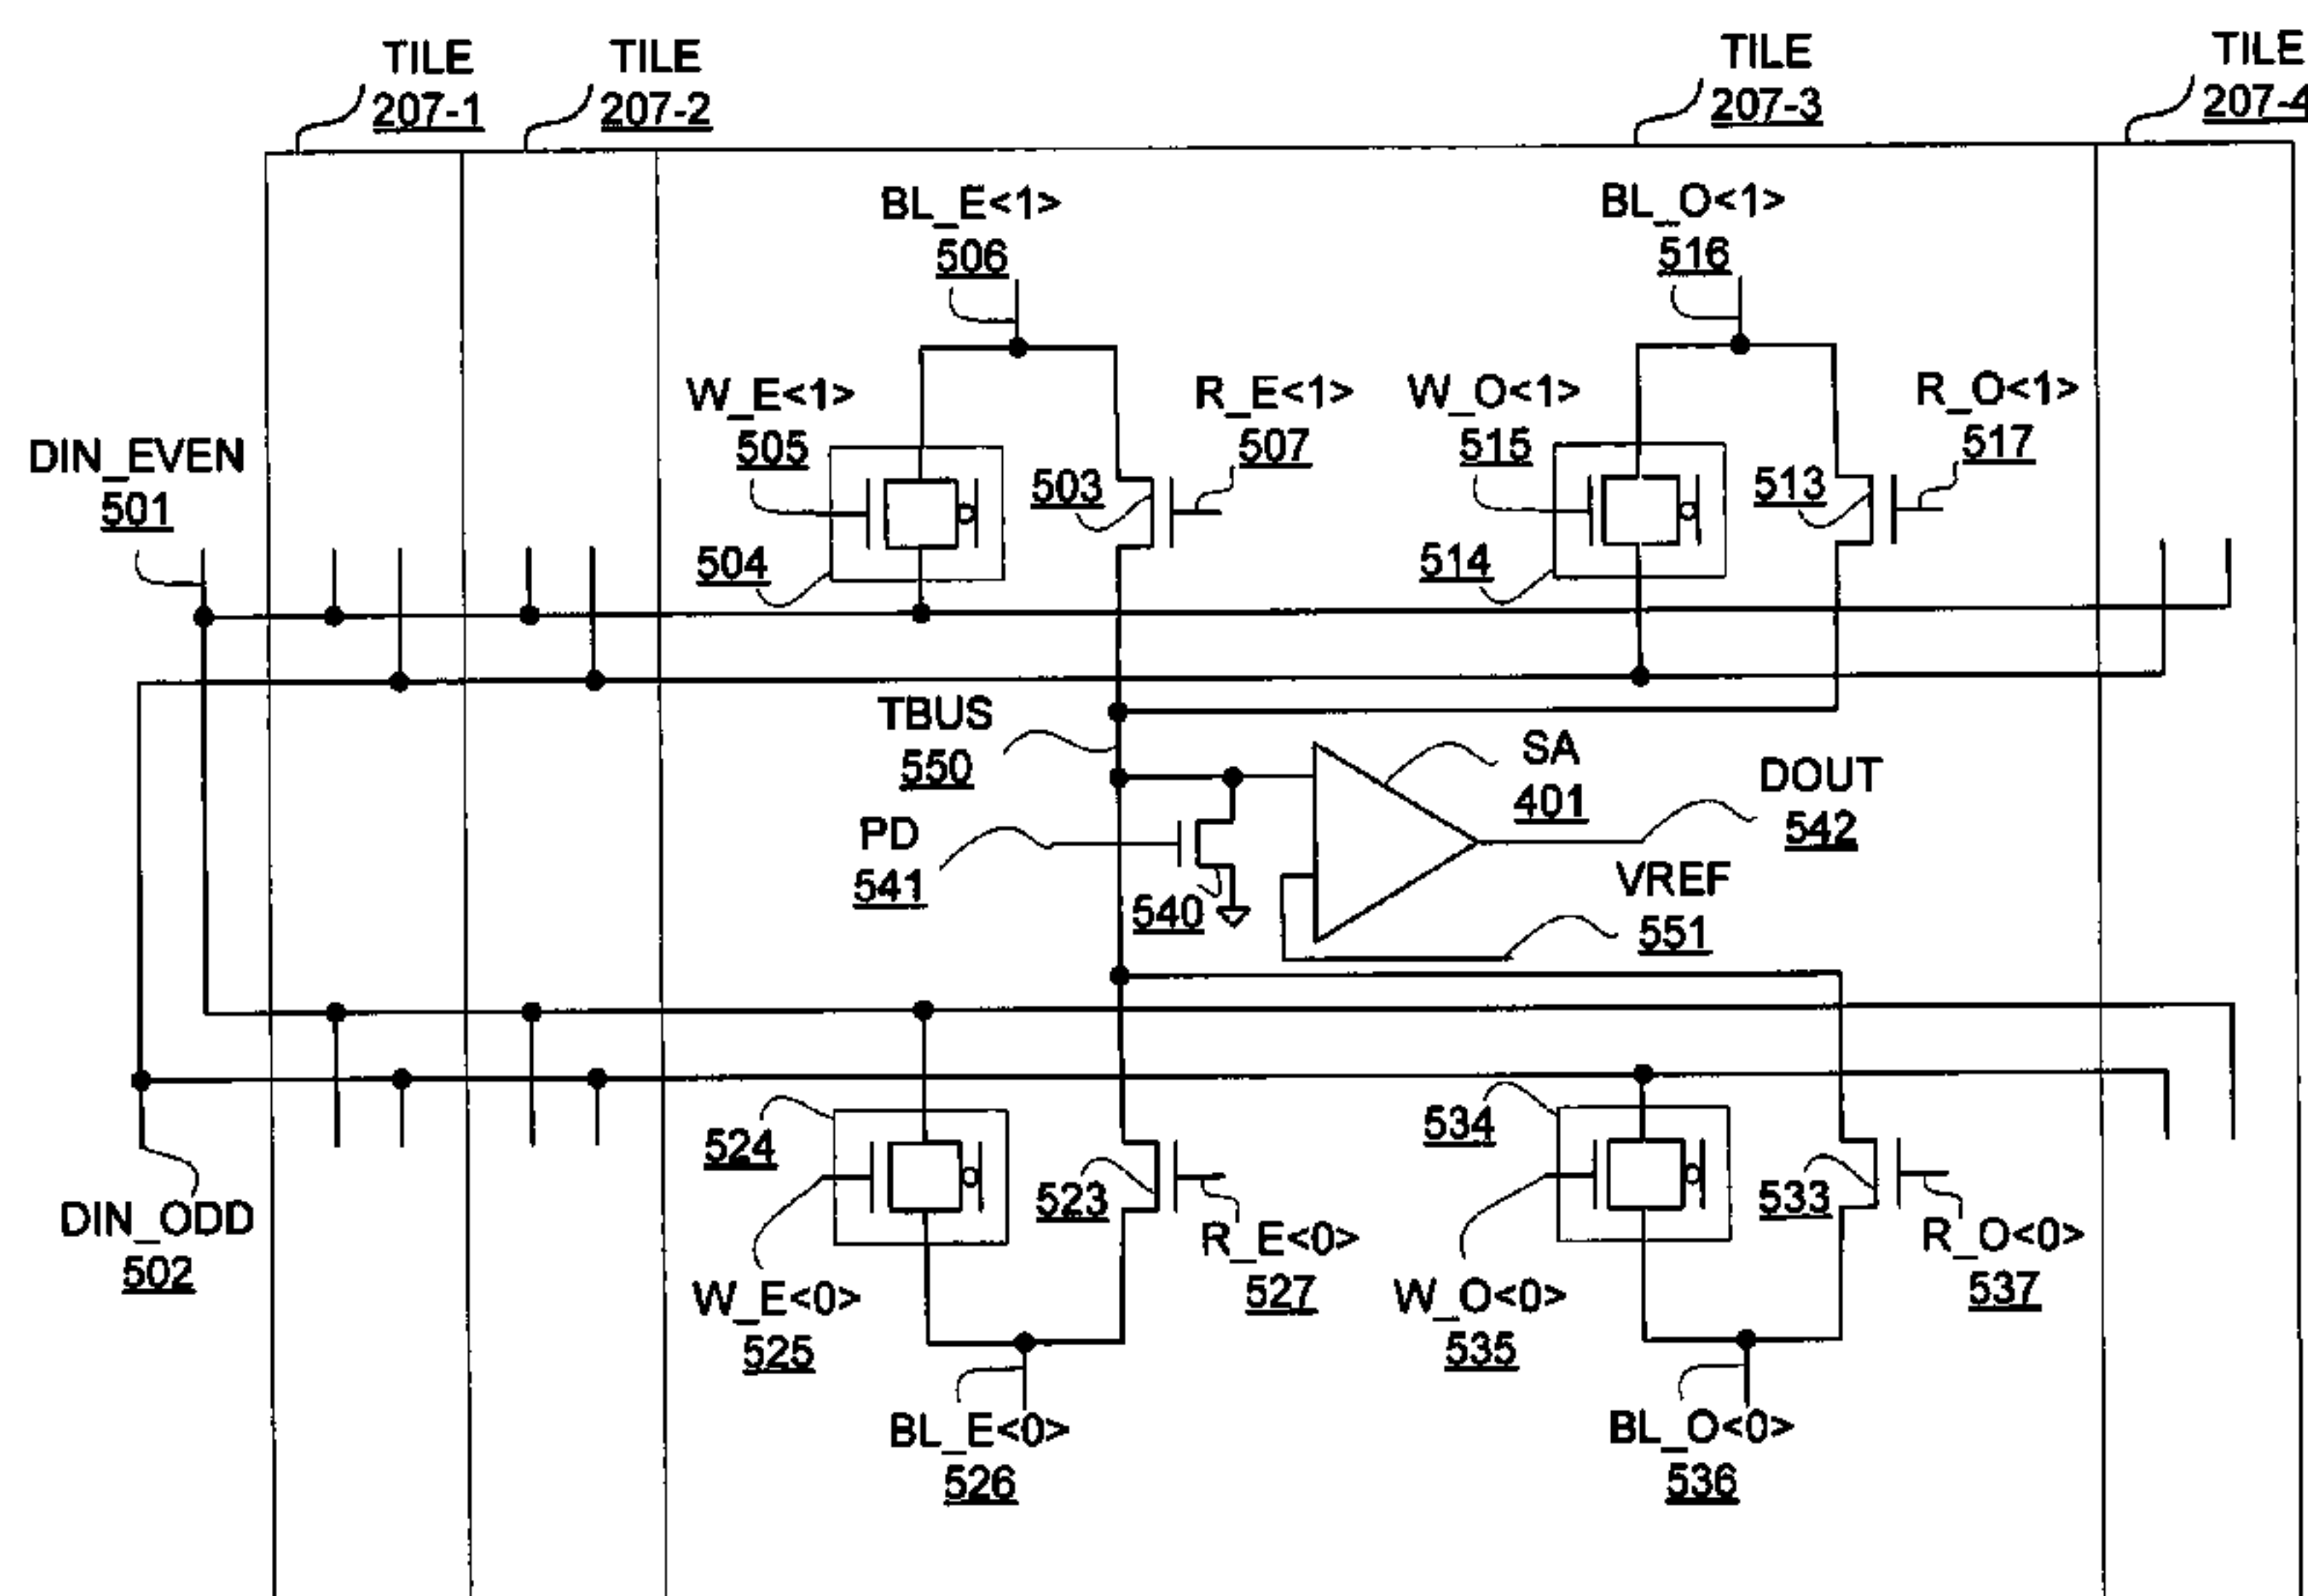 TILE
207-1
TILE
207-2
TILE
207-3
TILE
207-4
BL_E<1>
506
BL_O<1>
516
W_E<1>
505
R_E<1>
507
W_O<1>
515
R_O<1>
517
DIN_EVEN
501
503
513
504
514
TBUS
550
SA
401
DOUT
542
PD
541
540
VREF
551
524
534
523
533
DIN_ODD
502
R_E<0>
527
R_O<0>
537
W_E<0>
525
W_O<0>
535
BL_E<0>
526
BL_O<0>
536